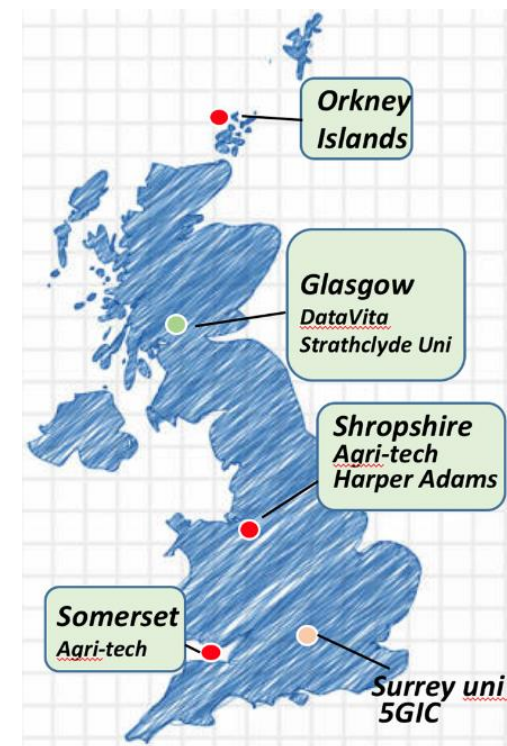 Orkney
Islands
Glasgow
DataVita
Strathclyde Uni
Shropshire
Agri-tech
Harper Adams
Somerset
Agri-tech
Surrey uni
5GIC